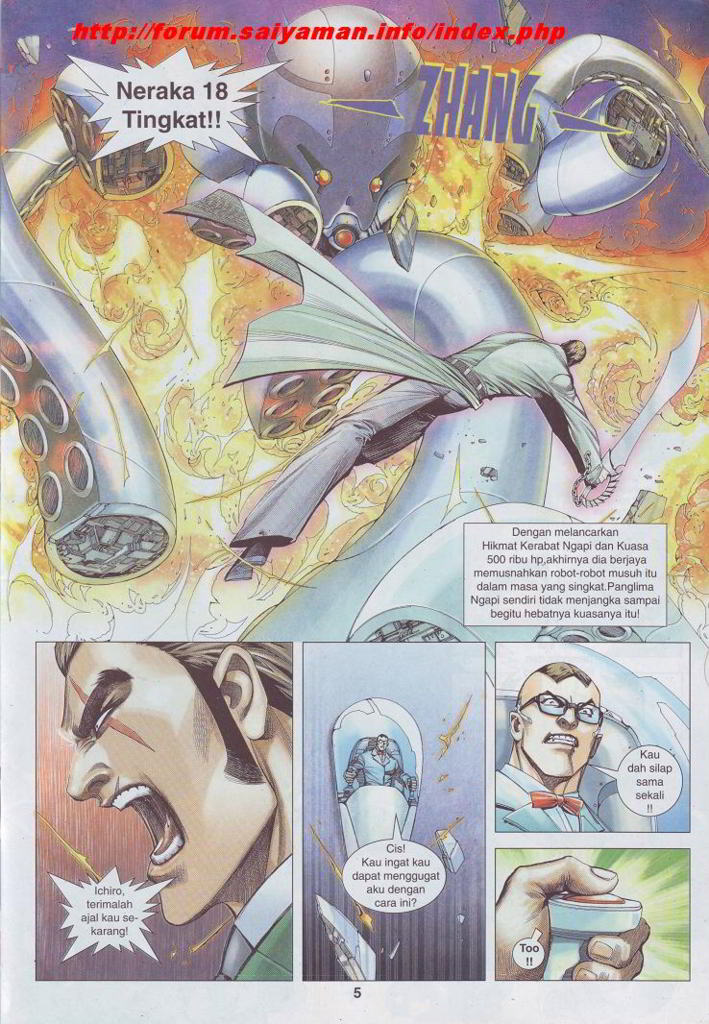 http://forum.saiyaman.info/index.php
Neraka 18
Tingkat!!
ZHANG
Dengan melancarkan
Hikmat Kerabat Ngapi dan Kuasa
500 ribu hp,akhirnya dia berjaya
memusnahkan robot-robot musuh itu
dalam masa yang singkat.Panglima
Ngapi sendiri tidak menjangka sampai
begitu hebatnya kuasanya itu!
Ichiro,
terimalah
ajal kau se-
karang!
Cis!
Kau ingat kau
dapat menggugat
aku dengan
cara ini?
Kau
dah silap
sama
sekali
!!
Too
!!
5